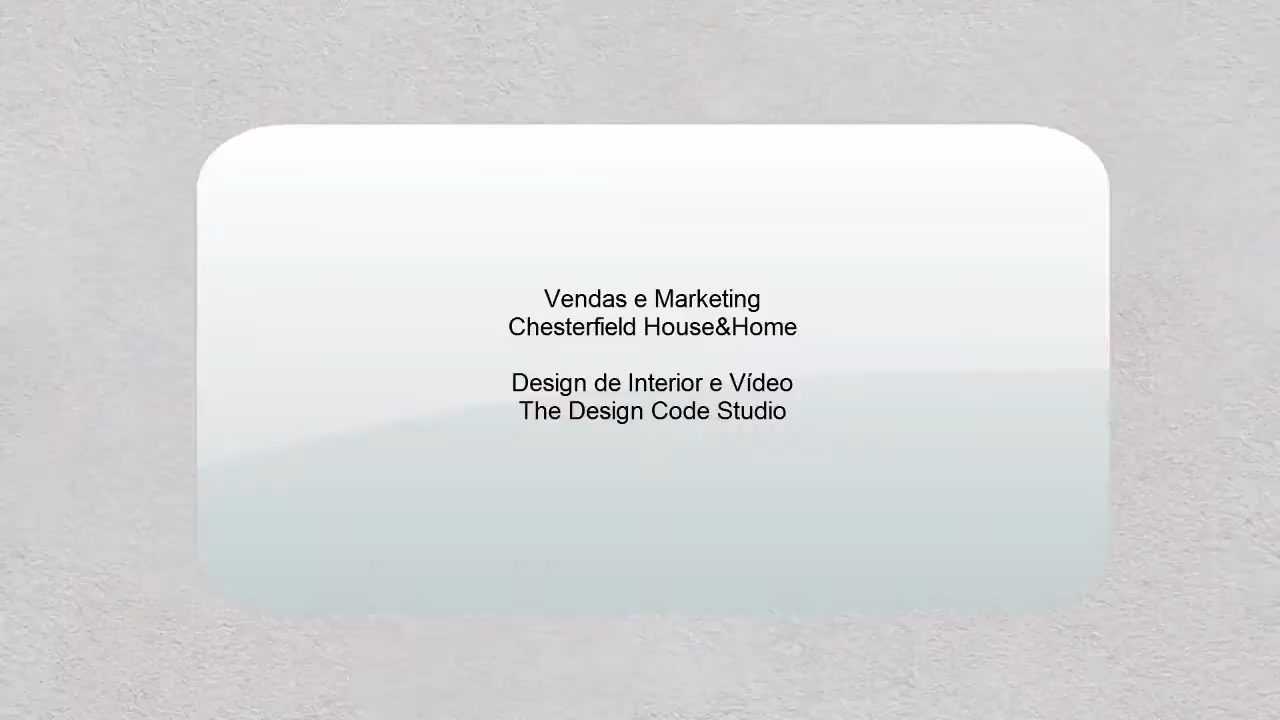 Vendas e Marketing
Chesterfield House&Home
Design de Interior e Vídeo
The Design Code Studio